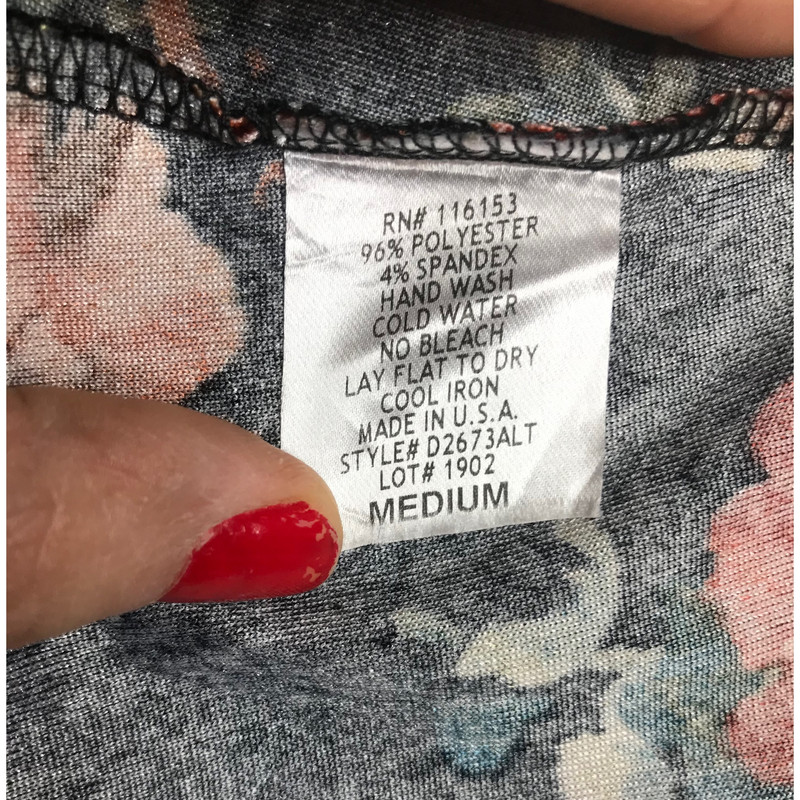 RN# 116153
96% POLYESTER
4% SPANDEX
HAND WASH
COLD WATER
NO BLEACH
LAY FLAT TO DRY
COOL IRON
MADE IN U.S.A.
STYLE# D2673ALT
LOT# 1902
MEDIUM